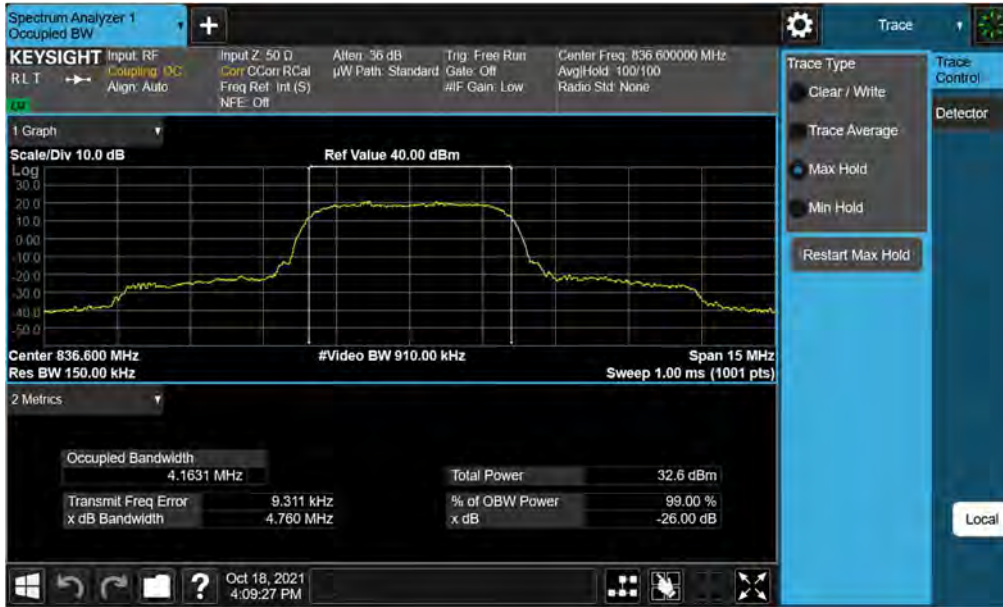 Spectrum Analyzer 1
Occupied BW
+
Trace
KEYSIGHT Input: RF Input Z: 50 Ω Atten: 36 dB Trig: Free Run Center Freq: 836.600000 MHz
RLT Coupling: DC Corr CCorr RCal µW Path: Standard Gate: Off Avg|Hold: 100/100
Align: Auto Freq Ref: Int (S) #IF Gain: Low Radio Std: None
NFE: Off
Trace Type
Clear / Write
Trace Average
Max Hold
Min Hold
Restart Max Hold
Trace
Control
Detector
Local
1 Graph
Scale/Div 10.0 dB Ref Value 40.00 dBm
Log
30.0
20.0
10.0
0.00
-10.0
-20.0
-30.0
-40.0
-50.0
Center 836.600 MHz #Video BW 910.00 kHz Span 15 MHz
Res BW 150.00 kHz Sweep 1.00 ms (1001 pts)
2 Metrics
Occupied Bandwidth
4.1631 MHz
Total Power 32.6 dBm
Transmit Freq Error 9.311 kHz % of OBW Power 99.00 %
x dB Bandwidth 4.760 MHz x dB -26.00 dB
?
Oct 18, 2021
4:09:27 PM